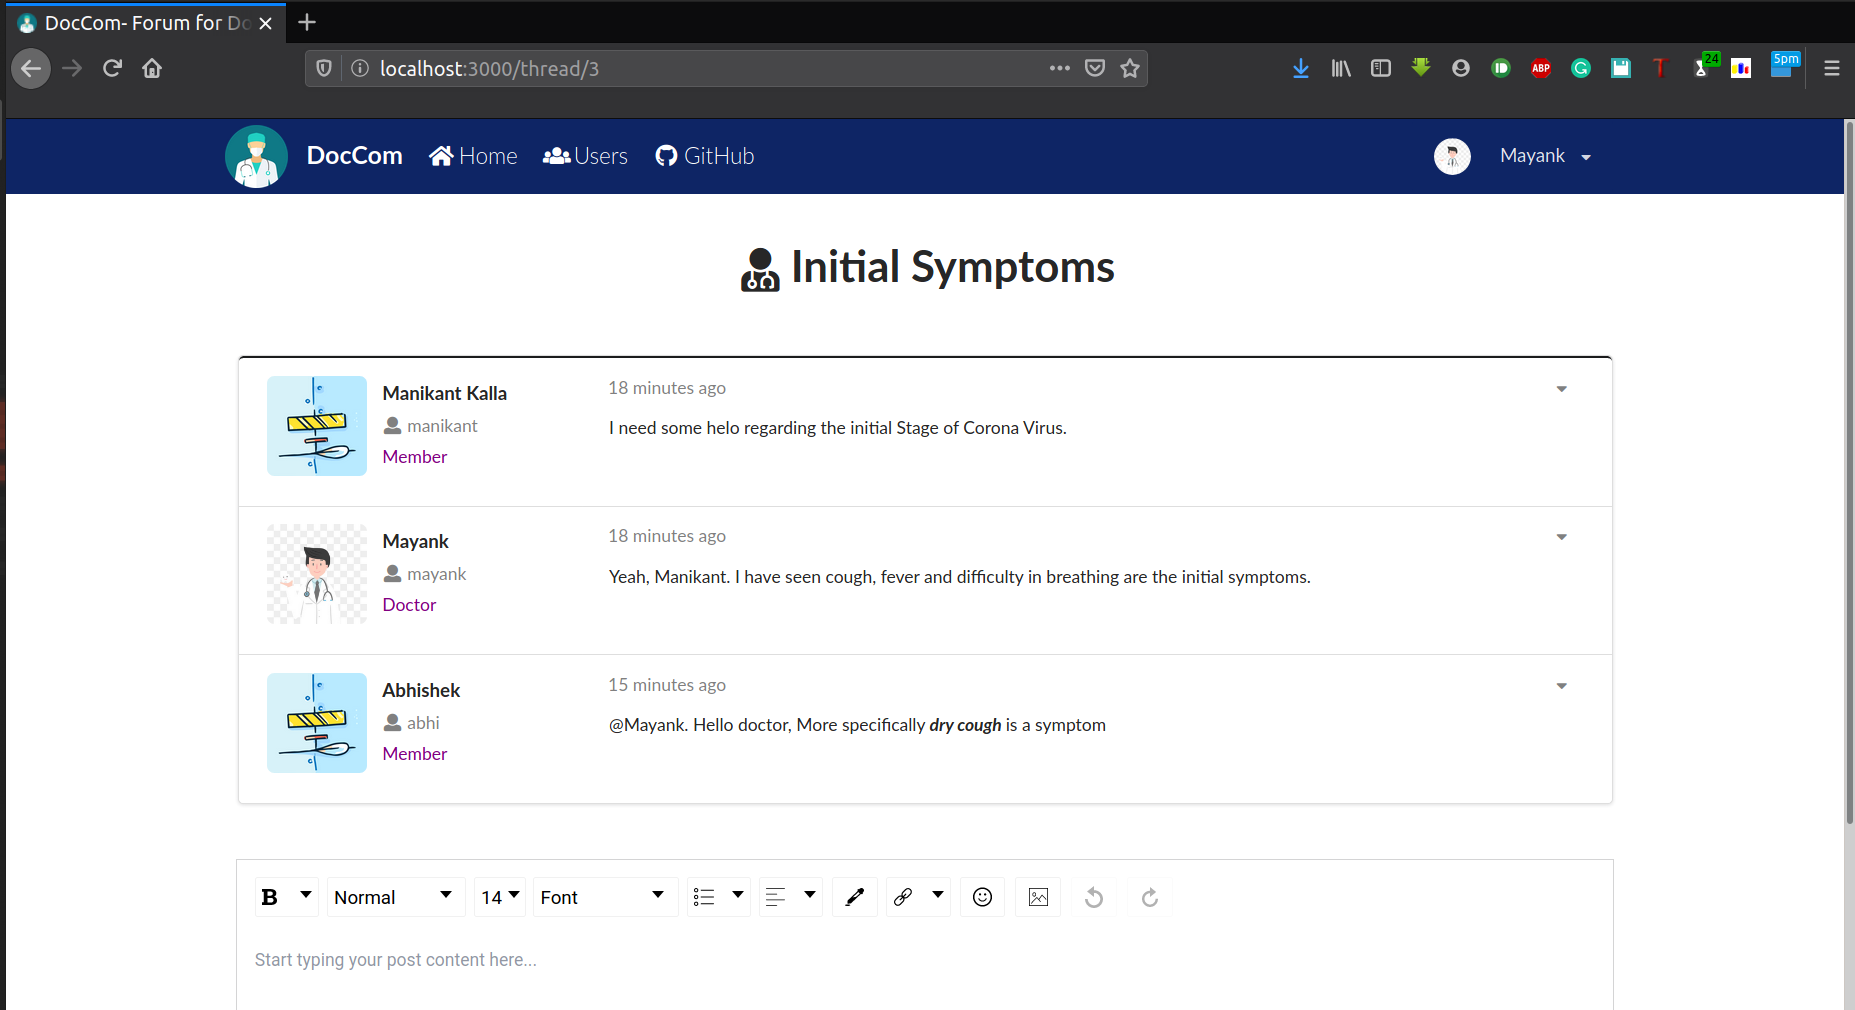 DocCom- Forum for Do
localhost:3000/thread/3
ABP
T
24
5pm
DocCom
Home
Users
GitHub
Mayank
Initial Symptoms
Manikant Kalla
18 minutes ago
manikant
I need some helo regarding the initial Stage of Corona Virus.
Member
Mayank
18 minutes ago
mayank
Yeah, Manikant. I have seen cough, fever and difficulty in breathing are the initial symptoms.
Doctor
Abhishek
15 minutes ago
abhi
@Mayank. Hello doctor, More specifically dry cough is a symptom
Member
B
Normal
14
Font
Start typing your post content here...